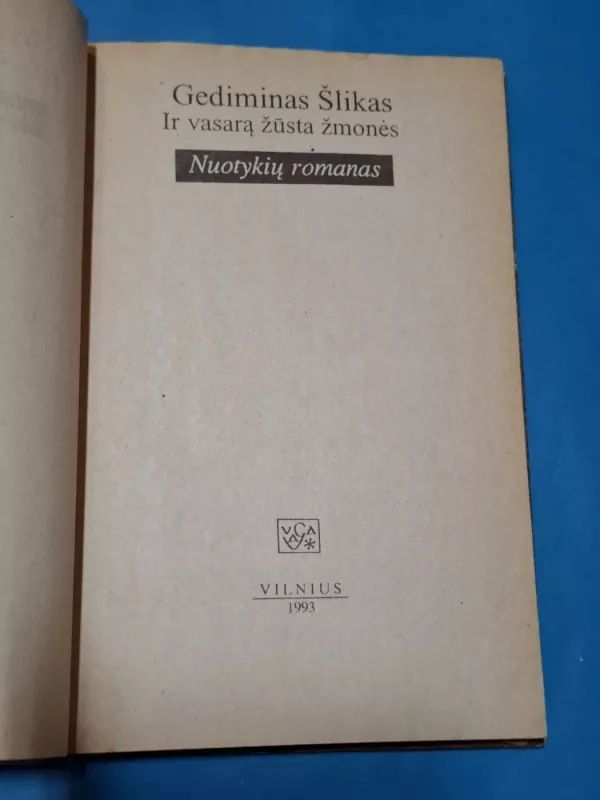 Gediminas Šlikas
Ir vasarą žūsta žmonės
Nuotykių romanas
VILNIUS
1993